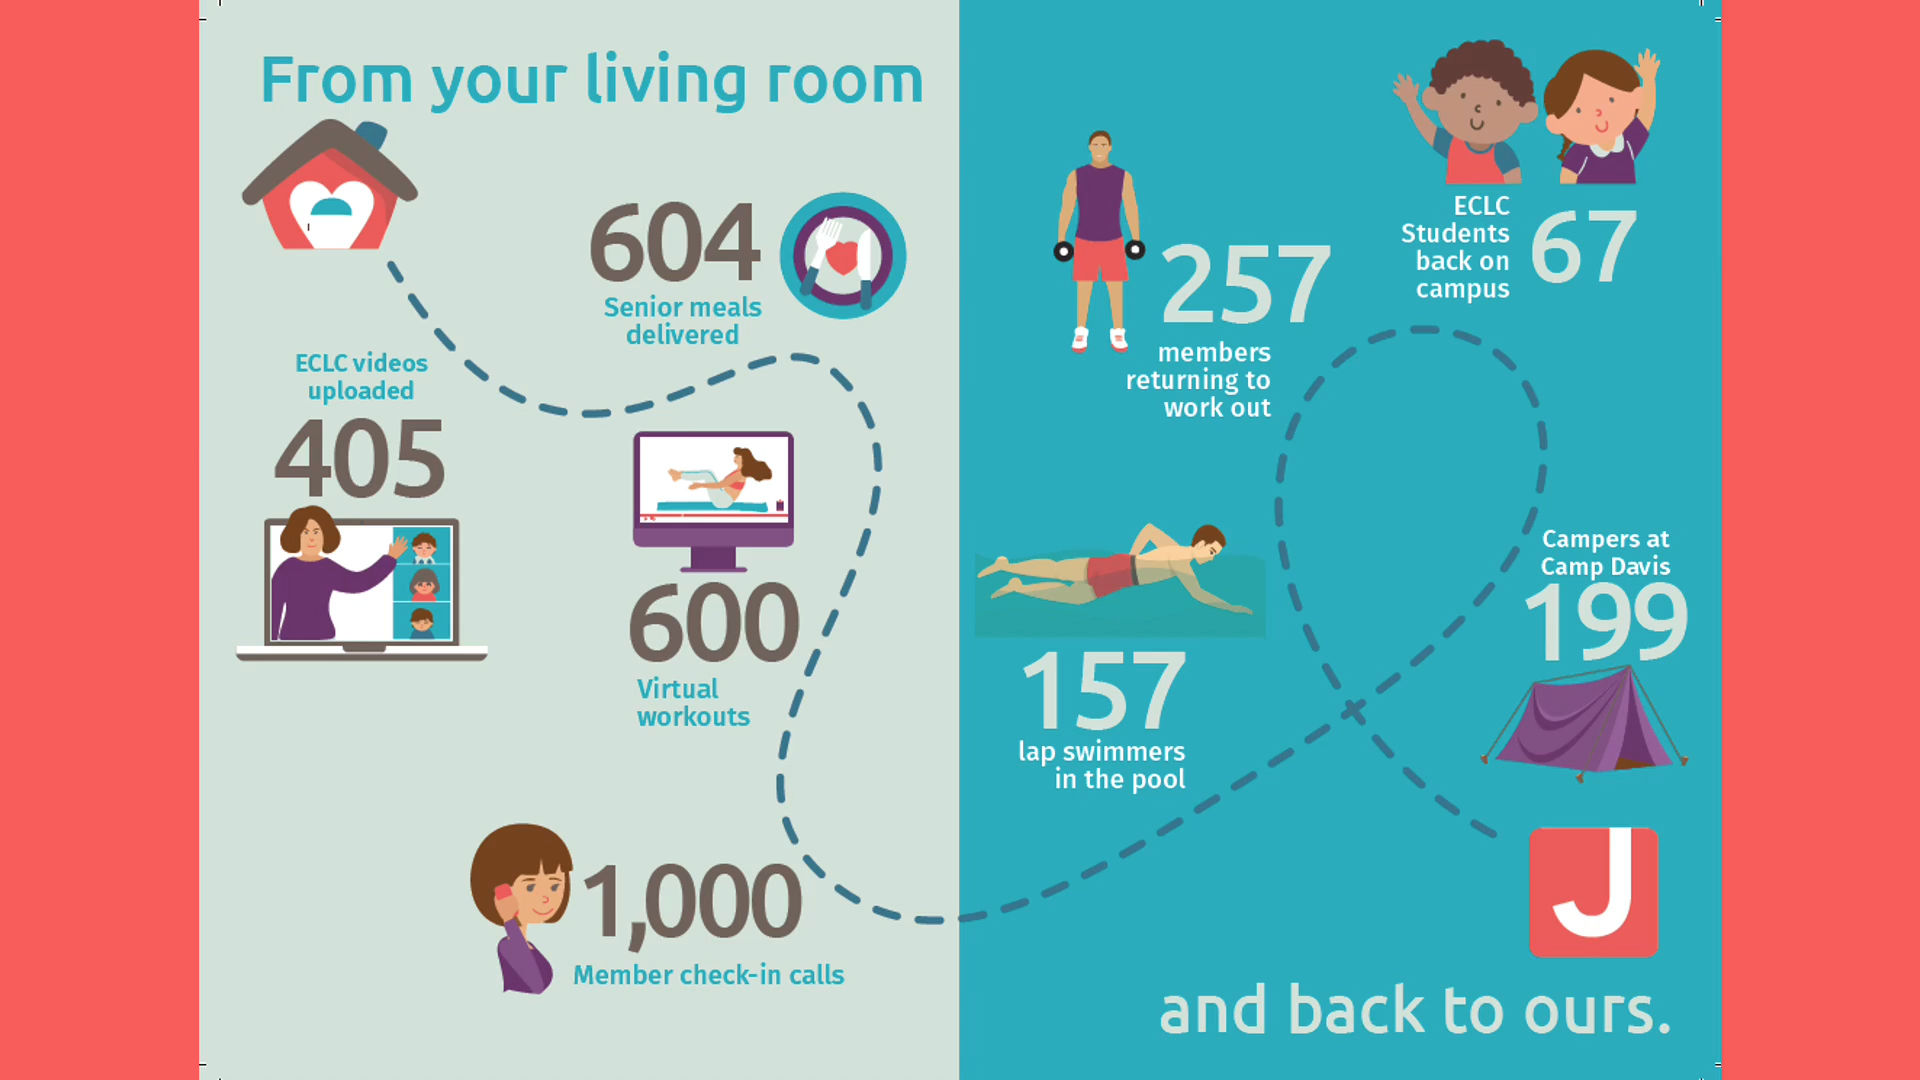 From your living room
604
Senior meals
delivered
ECLC videos
uploaded
405
600
Virtual
workouts
1,000
Member check-in calls
ECLC
Students
back on
campus
67
257
members
returning to
work out
Campers at
Camp Davis
199
157
lap swimmers
in the pool
J
and back to ours.